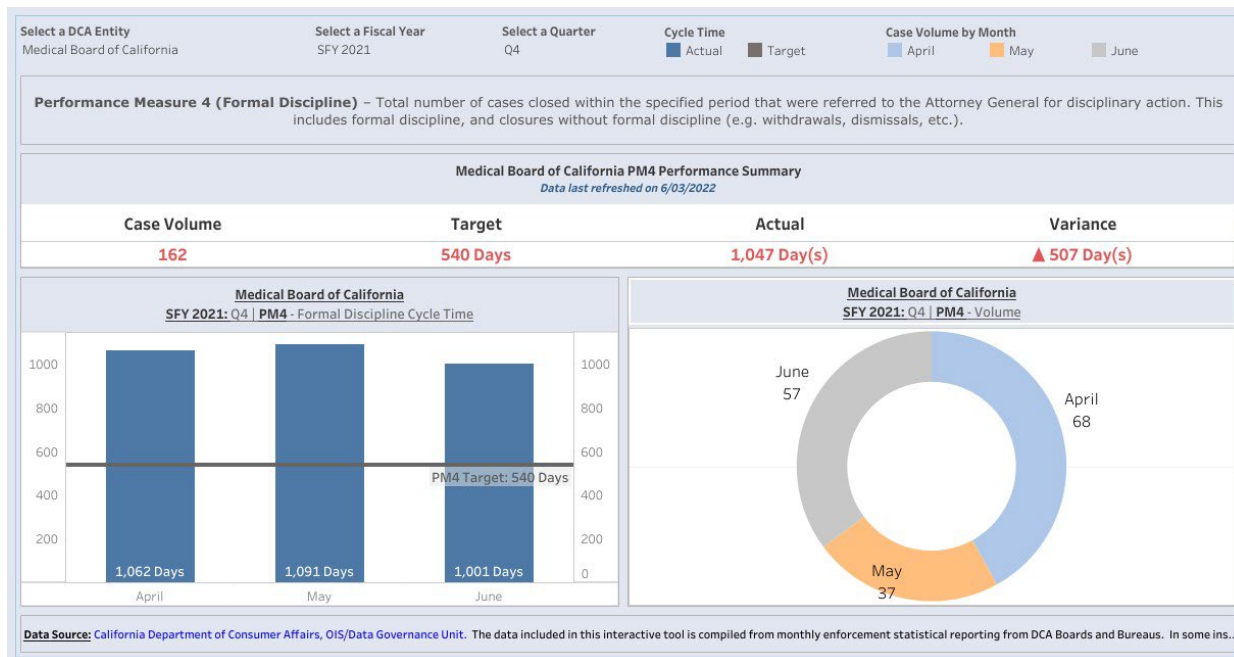 Select a DCA Entity
Medical Board of California
Select a Fiscal Year
SFY 2021
Select a Quarter
Q4
Cycle Time
Actual Target
Case Volume by Month
April May June
Performance Measure 4 (Formal Discipline) – Total number of cases closed within the specified period that were referred to the Attorney General for disciplinary action. This
includes formal discipline, and closures without formal discipline (e.g. withdrawals, dismissals, etc.).
Medical Board of California PM4 Performance Summary
Data last refreshed on 6/03/2022
Case Volume Target Actual Variance
162 540 Days 1,047 Day(s) ▲ 507 Day(s)
Medical Board of California
SFY 2021: Q4 | PM4 - Formal Discipline Cycle Time
1000 1000
800 800
600 600
PM4 Target: 540 Days
400 400
200 200
0
1,062 Days 1,091 Days 1,001 Days
April May June
Medical Board of California
SFY 2021: Q4 | PM4 - Volume
June
57
April
68
May
37
Data Source: California Department of Consumer Affairs, OIS/Data Governance Unit. The data included in this interactive tool is compiled from monthly enforcement statistical reporting from DCA Boards and Bureaus. In some ins...